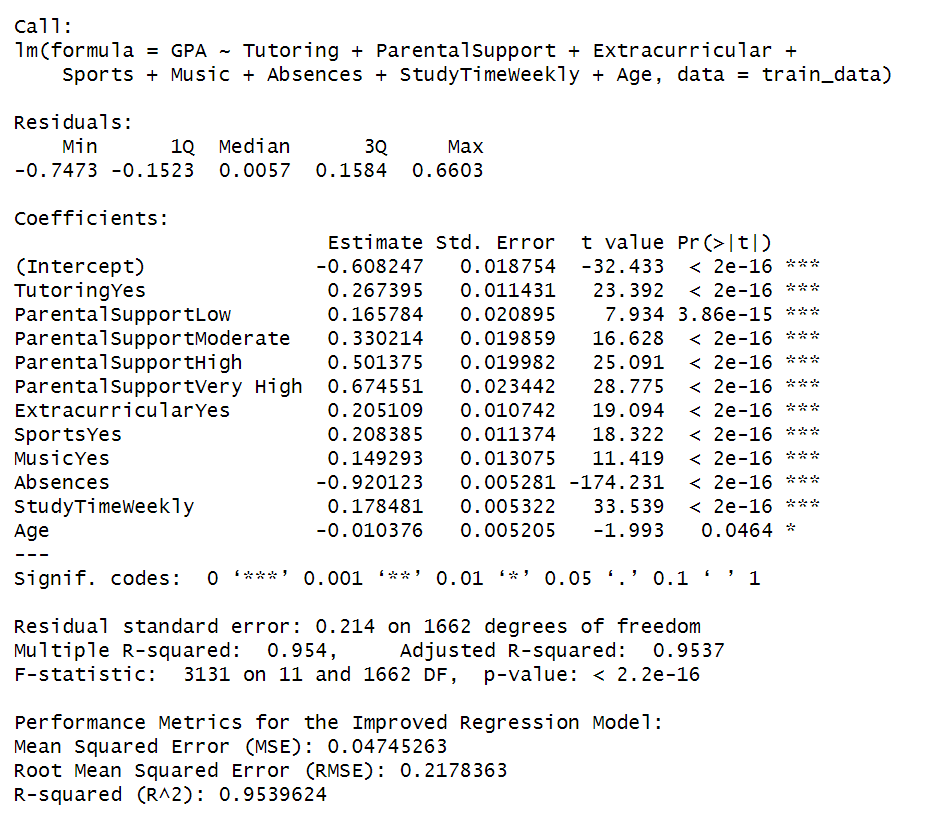 Call:
lm(formula = GPA ~ Tutoring + ParentalSupport + Extracurricular +
    Sports + Music + Absences + StudyTimeWeekly + Age, data = train_data)

Residuals:
    Min      1Q  Median      3Q     Max
-0.7473 -0.1523  0.0057  0.1584  0.6603

Coefficients:
                          Estimate Std. Error  t value Pr(>|t|)
(Intercept)              -0.608247   0.018754  -32.433  < 2e-16 ***
TutoringYes               0.267395   0.011431   23.392  < 2e-16 ***
ParentalSupportLow        0.165784   0.020895    7.934 3.86e-15 ***
ParentalSupportModerate   0.330214   0.019859   16.628  < 2e-16 ***
ParentalSupportHigh       0.501375   0.019982   25.091  < 2e-16 ***
ParentalSupportVery High  0.674551   0.023442   28.775  < 2e-16 ***
ExtracurricularYes        0.205109   0.010742   19.094  < 2e-16 ***
SportsYes                 0.208385   0.011374   18.322  < 2e-16 ***
MusicYes                  0.149293   0.013075   11.419  < 2e-16 ***
Absences                 -0.920123   0.005281 -174.231  < 2e-16 ***
StudyTimeWeekly           0.178481   0.005322   33.539  < 2e-16 ***
Age                      -0.010376   0.005205   -1.993   0.0464 *
---
Signif. codes:  0 ‘***’ 0.001 ‘**’ 0.01 ‘*’ 0.05 ‘.’ 0.1 ‘ ’ 1

Residual standard error: 0.214 on 1662 degrees of freedom
Multiple R-squared:  0.954,     Adjusted R-squared:  0.9537
F-statistic:  3131 on 11 and 1662 DF,  p-value: < 2.2e-16

Performance Metrics for the Improved Regression Model:
Mean Squared Error (MSE): 0.04745263
Root Mean Squared Error (RMSE): 0.2178363
R-squared (R^2): 0.9539624